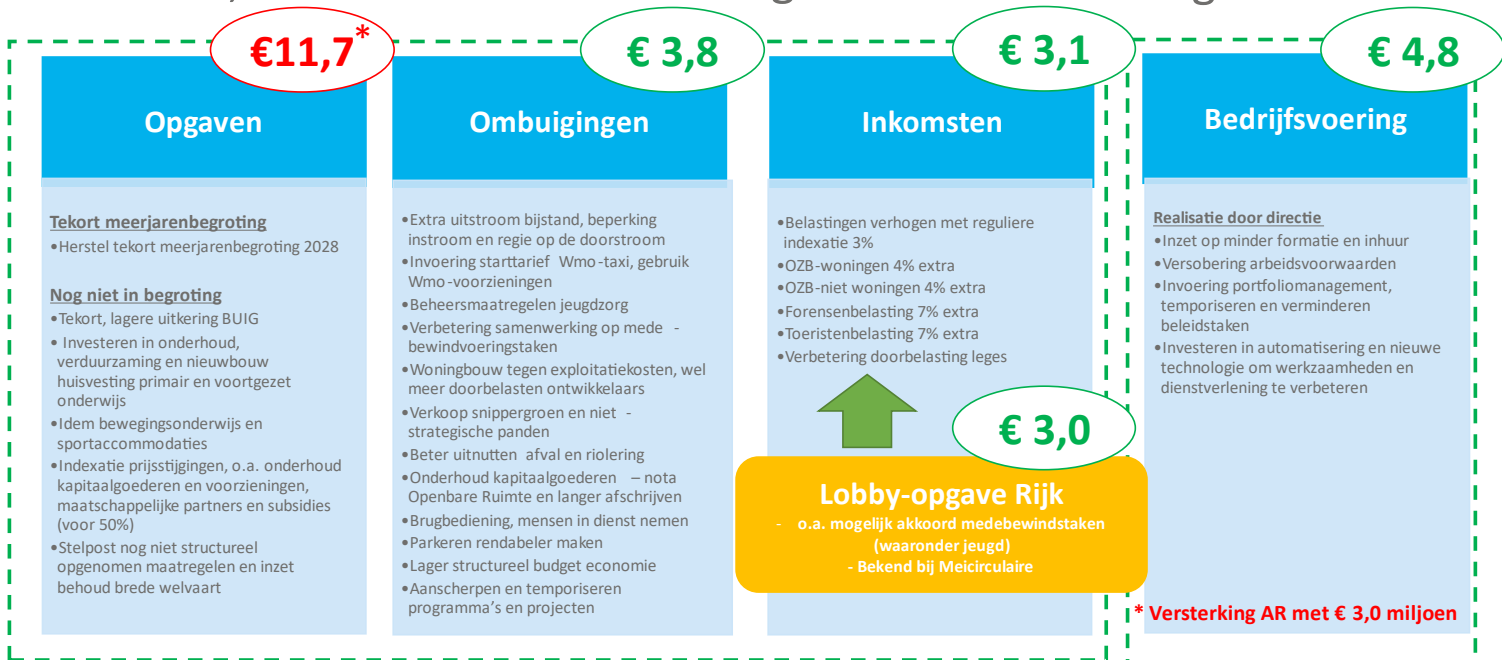 €11,7*
Opgaven
Tekort meerjarenbegroting
•Herstel tekort meerjarenbegroting 2028
Nog niet in begroting
•Tekort, lagere uitkering BUIG
• Investeren in onderhoud,
verduurzaming en nieuwbouw
huisvesting primair en voortgezet
onderwijs
•Idem bewegingsonderwijs en
sportaccommodaties
•Indexatie prijsstijgingen, o.a. onderhoud
kapitaalgoederen en voorzieningen,
maatschappelijke partners en subsidies
(voor 50%)
•Stelpost nog niet structureel
opgenomen maatregelen en inzet
behoud brede welvaart
€ 3,8
Ombuigingen
•Extra uitstroom bijstand, beperking
instroom en regie op de doorstroom
•Invoering starttarief Wmo-taxi, gebruik
Wmo-voorzieningen
•Beheersmaatregelen jeugdzorg
•Verbetering samenwerking op mede -
bewindvoeringstaken
•Woningbouw tegen exploitatiekosten, wel
meer doorbelasten ontwikkelaars
•Verkoop snippergroen en niet -
strategische panden
•Beter uitnutten afval en riolering
•Onderhoud kapitaalgoederen – nota
Openbare Ruimte en langer afschrijven
•Brugbediening, mensen in dienst nemen
•Parkeren rendabeler maken
•Lager structureel budget economie
•Aanscherpen en temporiseren
programma's en projecten
€ 3,1
Inkomsten
•Belastingen verhogen met reguliere
indexatie 3%
•OZB-woningen 4% extra
•OZB-niet woningen 4% extra
•Forensenbelasting 7% extra
•Toeristenbelasting 7% extra
•Verbetering doorbelasting leges
€ 3,0
Lobby-opgave Rijk
- o.a. mogelijk akkoord medebewindstaken
(waaronder jeugd)
- Bekend bij Meicirculaire
€ 4,8
Bedrijfsvoering
Realisatie door directie
•Inzet op minder formatie en inhuur
•Versobering arbeidsvoorwaarden
•Invoering portfoliomanagement,
temporiseren en verminderen
beleidstaken
•Investeren in automatisering en nieuwe
technologie om werkzaamheden en
dienstverlening te verbeteren
* Versterking AR met € 3,0 miljoen